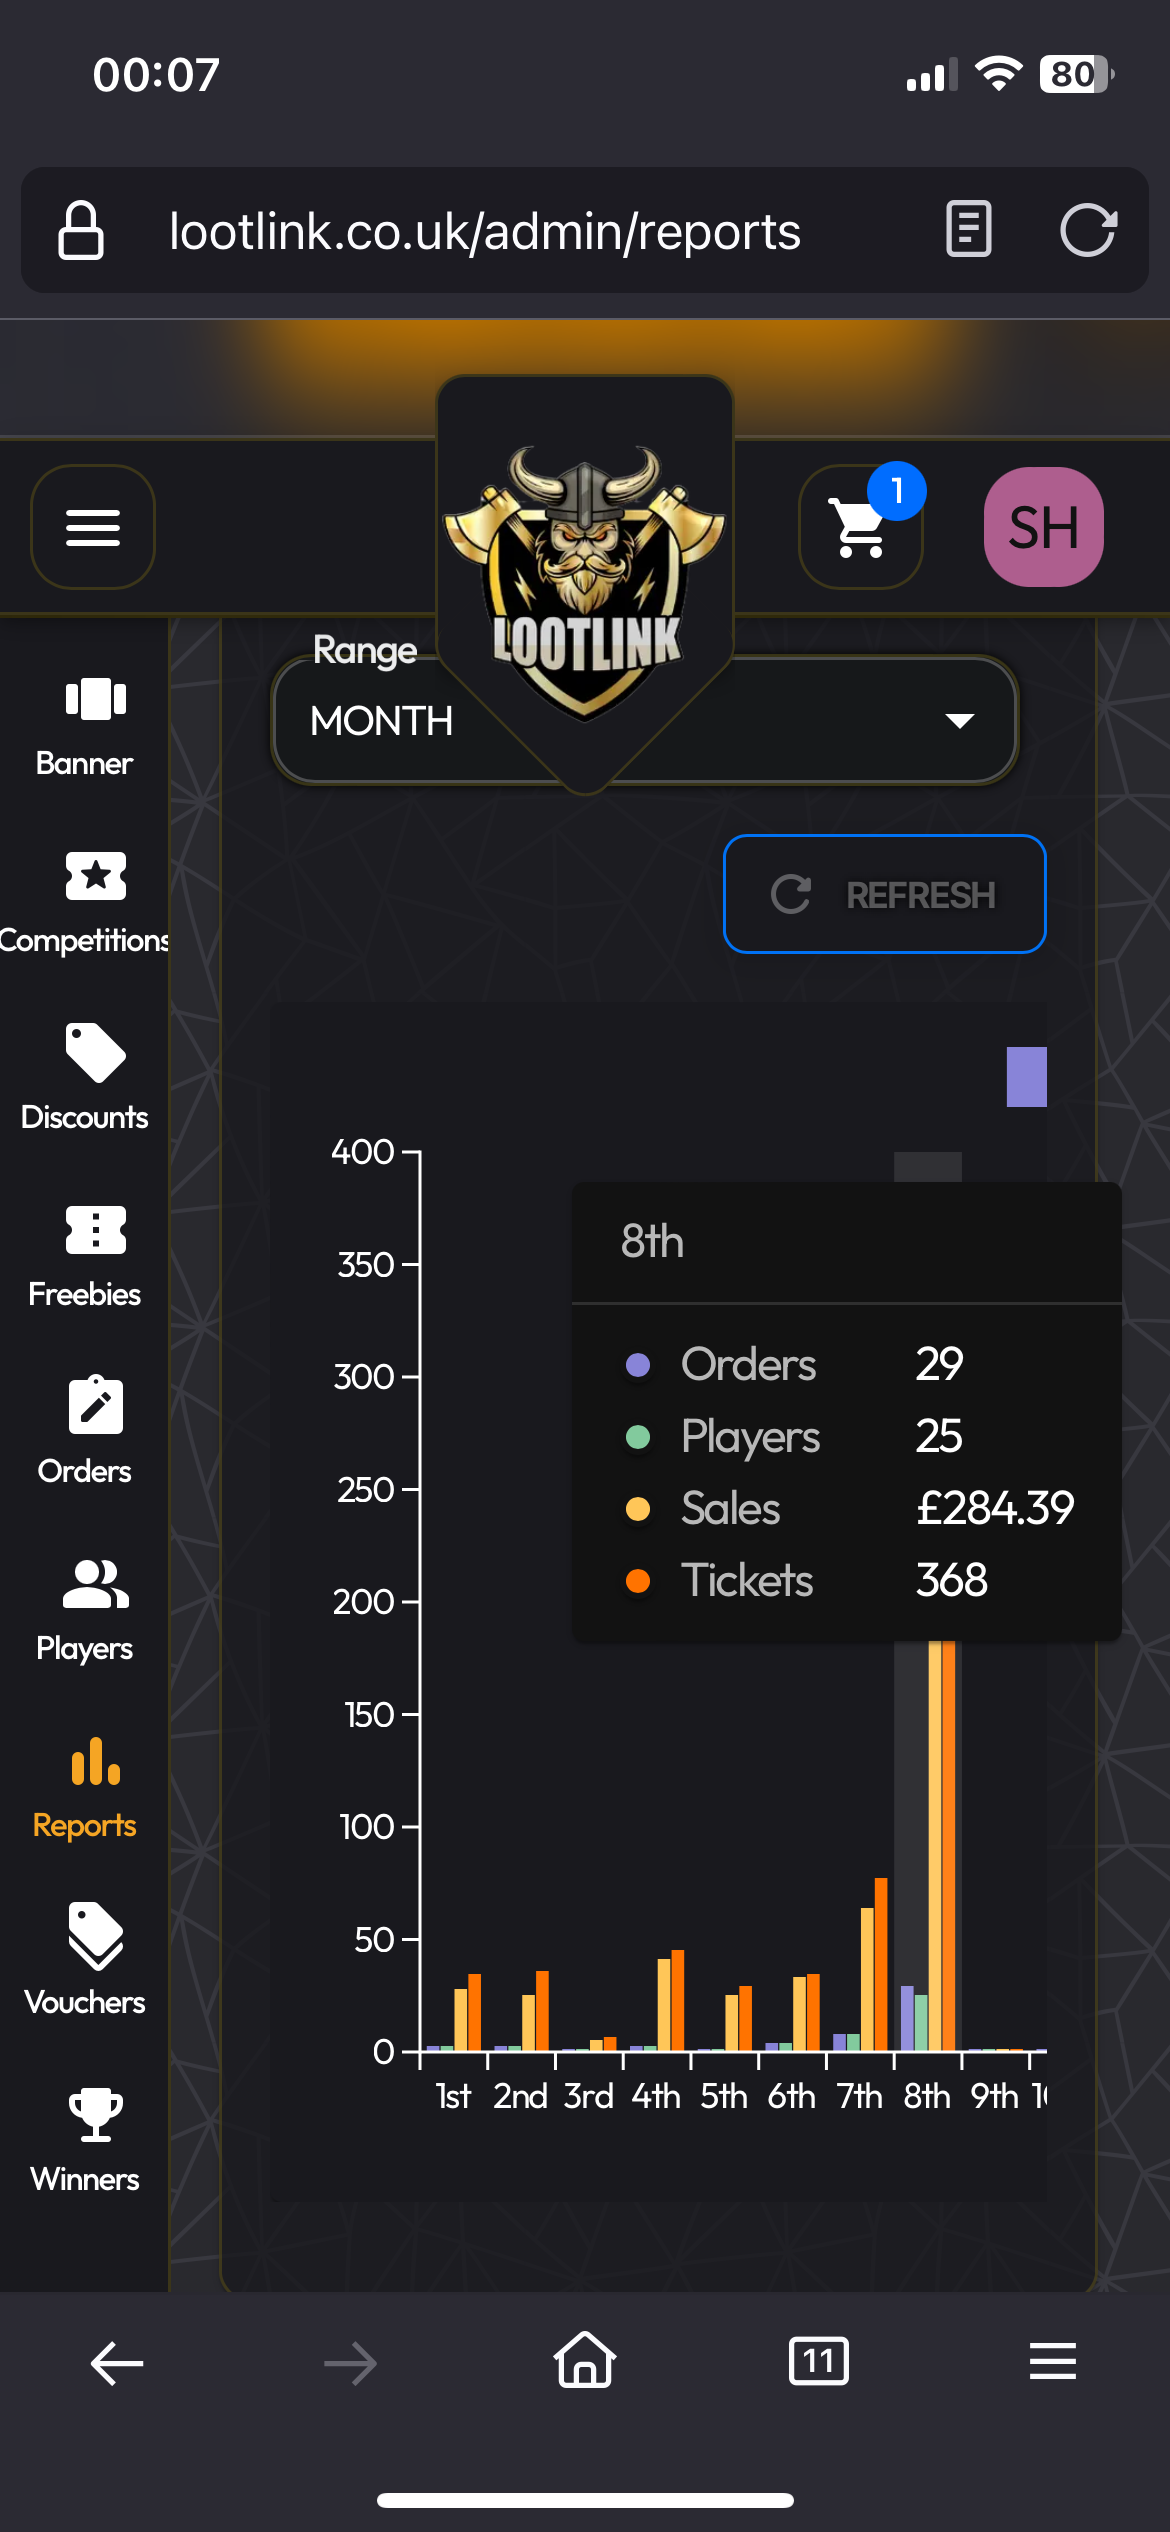 00:07
80
lootlink.co.uk/admin/reports
1
SH
LOOTLINK
Range
MONTH
REFRESH
Banner
Competitions
Discounts
Freebies
Orders
Players
Reports
Vouchers
Winners
400
350
300
250
200
150
100
50
0
8th
Orders 29
Players 25
Sales £284.39
Tickets 368
1st 2nd 3rd 4th 5th 6th 7th 8th 9th
11